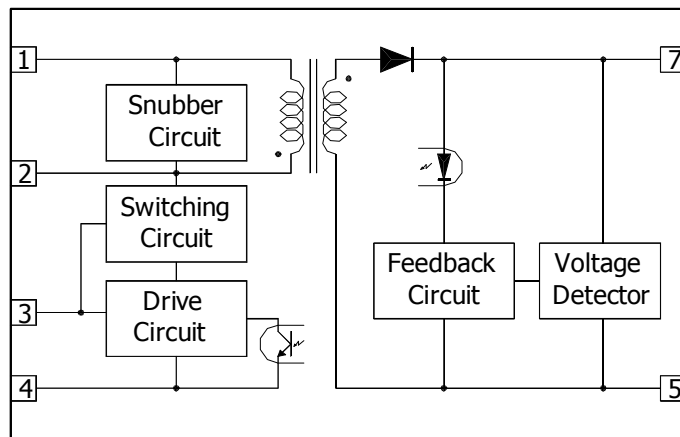 1
7
Snubber
Circuit
2
Switching
Circuit
Feedback
Circuit
Voltage
Detector
3
Drive
Circuit
4
5